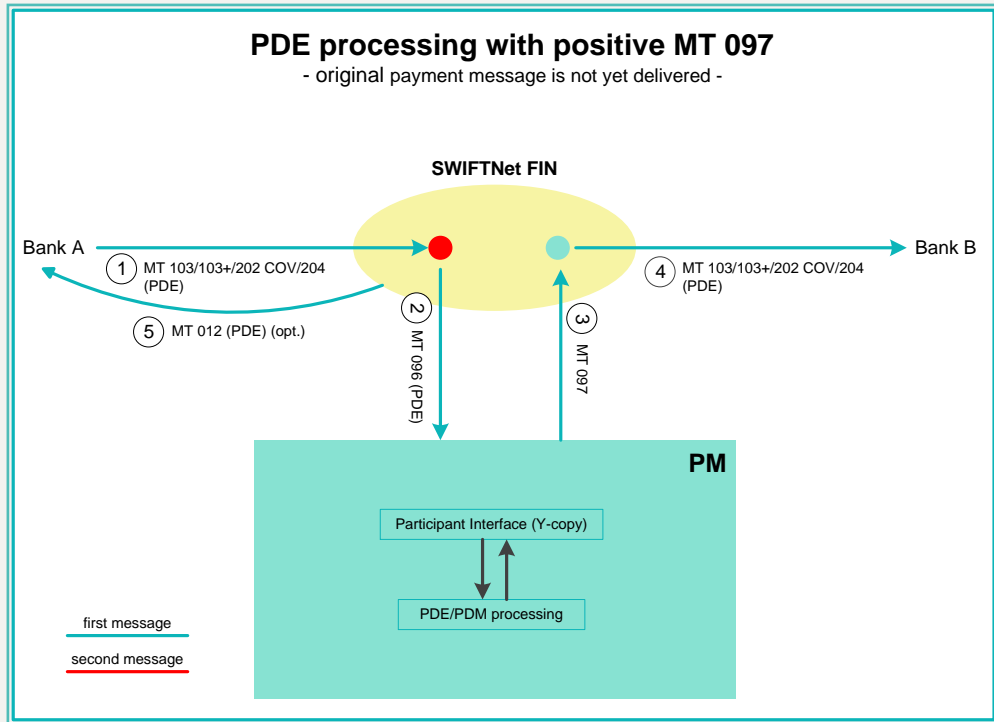 PDE processing with positive MT 097
- original payment message is not yet delivered -
SWIFTNet FIN
Bank A
Bank B
1 MT 103/103+/202 COV/204
(PDE)
4 MT 103/103+/202 COV/204
(PDE)
5 MT 012 (PDE) (opt.)
2 MT 096 (PDE)
3 MT 097
PM
Participant Interface (Y-copy)
PDE/PDM processing
first message
second message